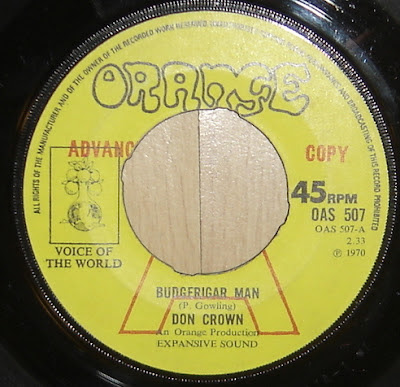 ALL RIGHTS OF THE MANUFACTURER AND OF THE OWNER OF THE RECORDED WORK RESERVED
BROADCASTING OF THIS RECORD PROHIBITED
ORANGE
ADVANC
COPY
45 RPM
OAS 507
OAS 507-A
2.33
℗ 1970
VOICE OF
THE WORLD
BUDGERIGAR MAN
(P. Gowling)
DON CROWN
An Orange Production
EXPANSIVE SOUND